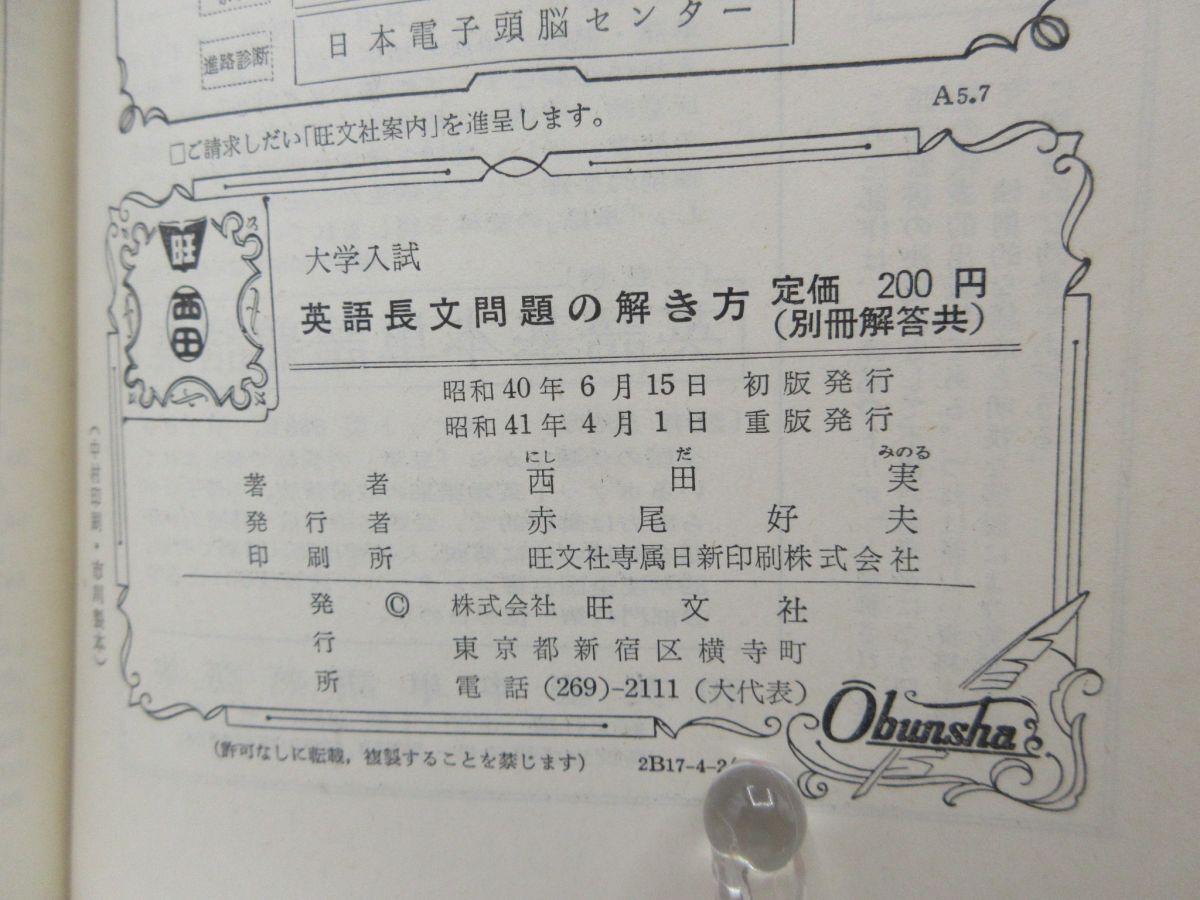 日本電子頭脳センター
進路診断
A5.7
□ご請求しだい「旺文社案内」を進呈します。
旺
西田
大学入試
英語長文問題の解き方 定価 200 円
(別冊解答共)
昭和40年 6 月 15日 初版発行
昭和41年 4 月 1日 重版発行
にし だ みのる
著者 西田実
発行者 赤尾好夫
印刷所 旺文社専属日新印刷株式会社
発行所 © 株式会社 旺文社
東京都新宿区横寺町
電話 (269)-2111 (大代表)
Obunsha
(許可なしに転載,複製することを禁じます) 2B17-4-2